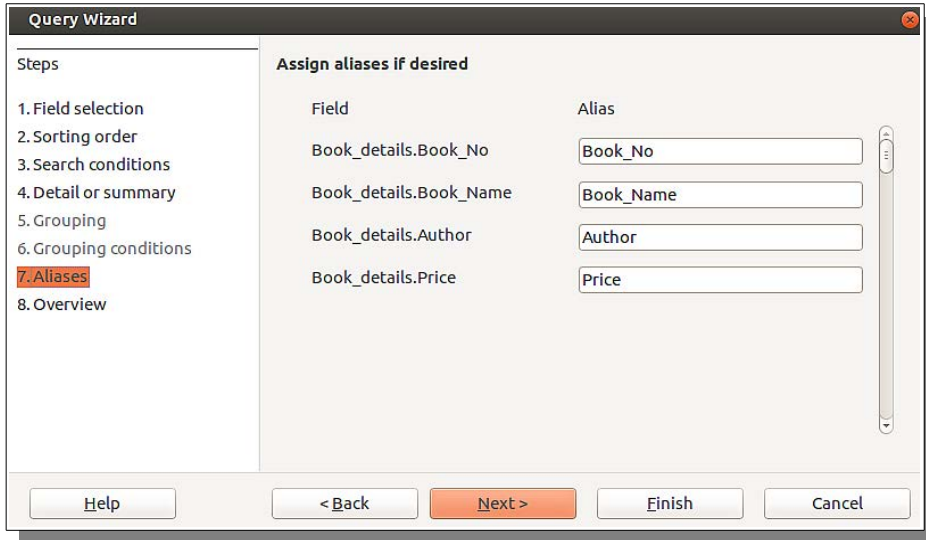 Query Wizard
Steps
1. Field selection
2. Sorting order
3. Search conditions
4. Detail or summary
5. Grouping
6. Grouping conditions
7. Aliases
8. Overview
Assign aliases if desired
Field Alias
Book_details.Book_No Book_No
Book_details.Book_Name Book_Name
Book_details.Author Author
Book_details.Price Price
Help < Back Next > Finish Cancel